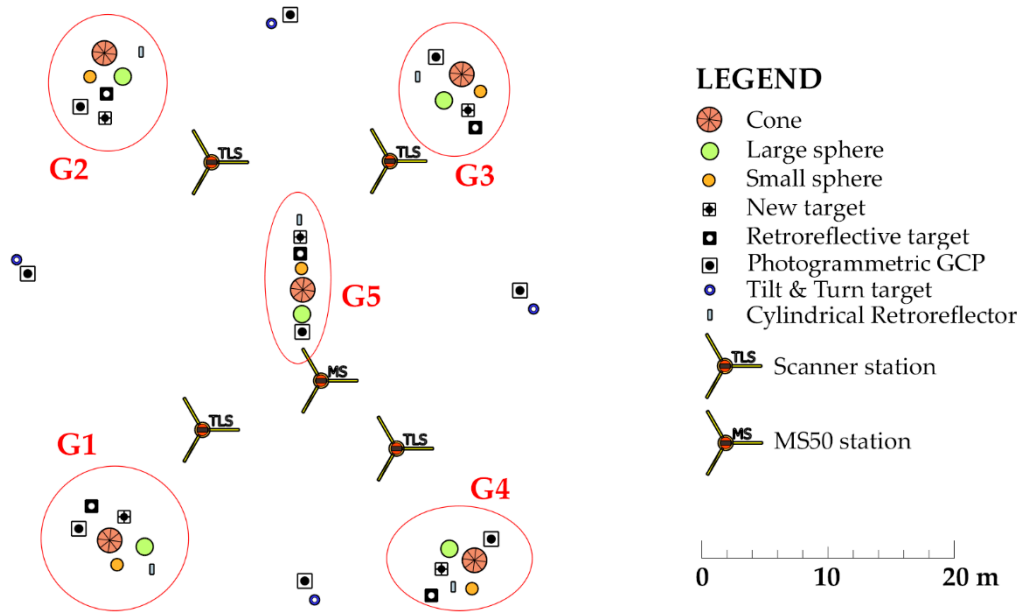 TLS
G2
TLS
G3
G5
MS
TLS
G1
TLS
G4
LEGEND
Cone
Large sphere
Small sphere
New target
Retroreflective target
Photogrammetric GCP
Tilt & Turn target
Cylindrical Retroreflector
TLS Scanner station
MS MS50 station
0 10 20 m